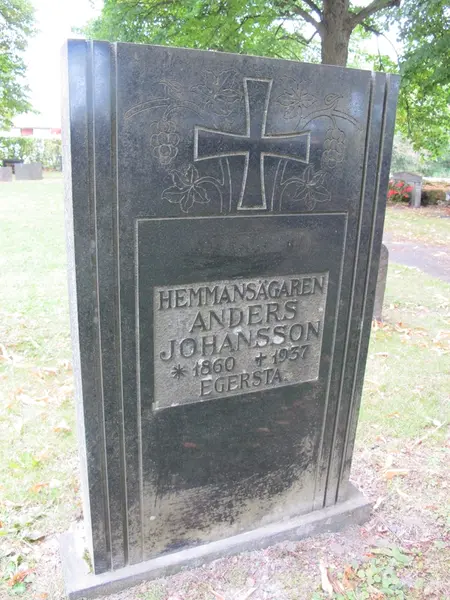 HEMMANSÄGAREN
ANDERS
JOHANSSON
* 1860 ✝ 1937
EGERSTA.